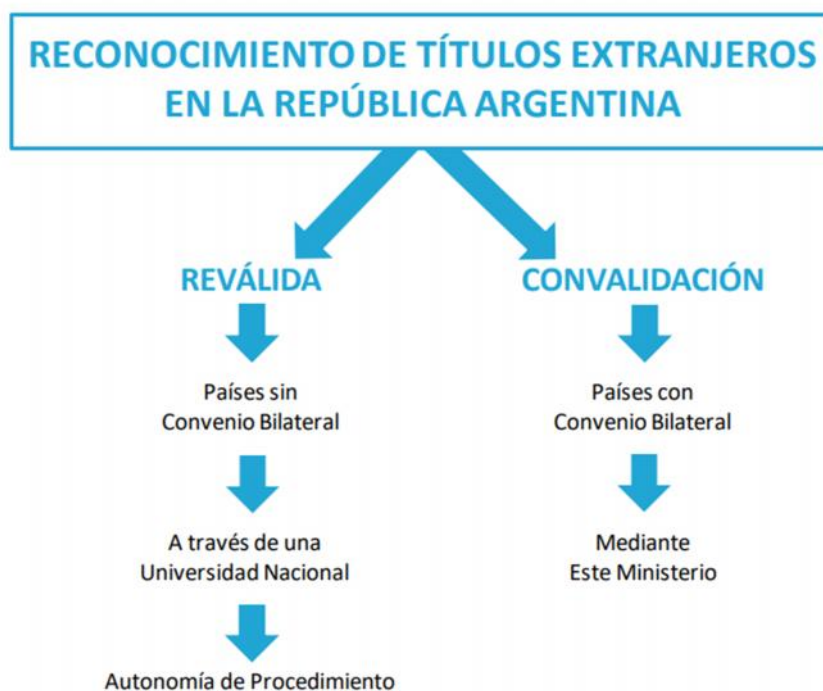 RECONOCIMIENTO DE TÍTULOS EXTRANJEROS
EN LA REPÚBLICA ARGENTINA
REVÁLIDA
Países sin
Convenio Bilateral
A través de una
Universidad Nacional
Autonomía de Procedimiento
CONVALIDACIÓN
Países con
Convenio Bilateral
Mediante
Este Ministerio